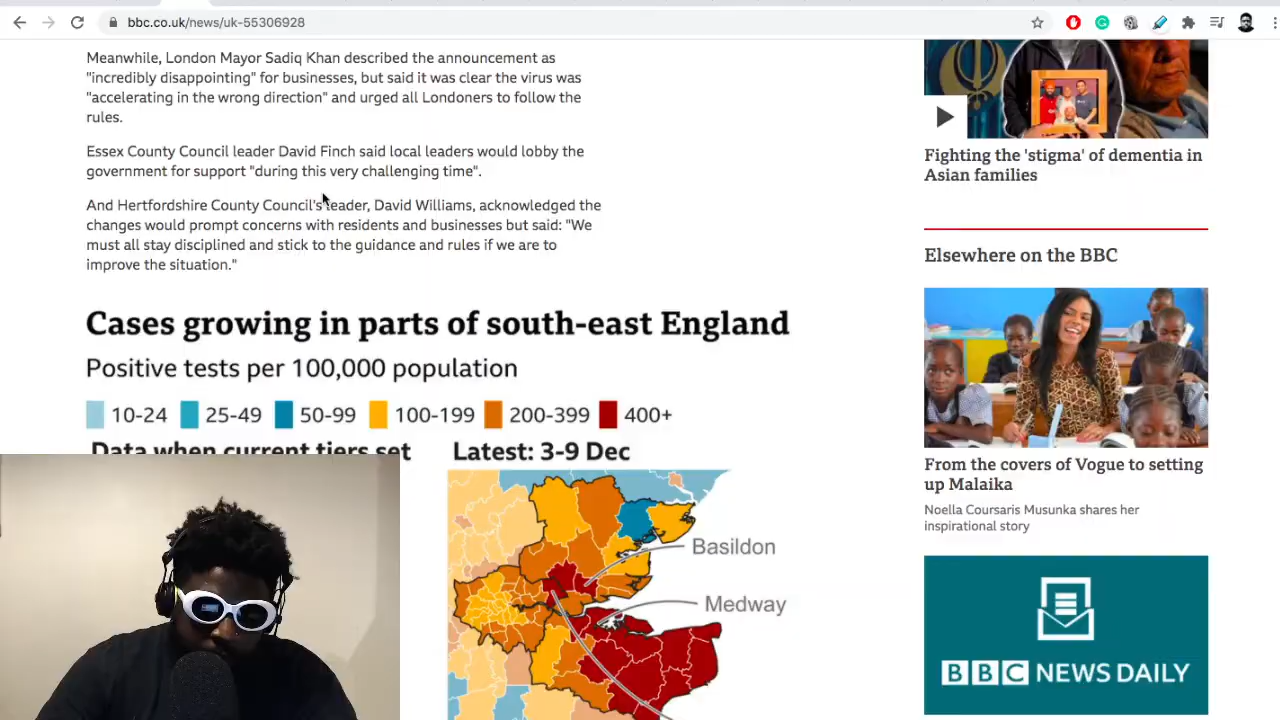 bbc.co.uk/news/uk-55306928
Meanwhile, London Mayor Sadiq Khan described the announcement as
"incredibly disappointing" for businesses, but said it was clear the virus was
"accelerating in the wrong direction" and urged all Londoners to follow the
rules.
Essex County Council leader David Finch said local leaders would lobby the
government for support "during this very challenging time".
And Hertfordshire County Council's leader, David Williams, acknowledged the
changes would prompt concerns with residents and businesses but said: "We
must all stay disciplined and stick to the guidance and rules if we are to
improve the situation."
Cases growing in parts of south-east England
Positive tests per 100,000 population
10-24 25-49 50-99 100-199 200-399 400+
Data when current tiers set
Latest: 3-9 Dec
Basildon
Medway
Fighting the 'stigma' of dementia in
Asian families
Elsewhere on the BBC
From the covers of Vogue to setting
up Malaika
Noella Coursaris Musunka shares her
inspirational story
BBC NEWS DAILY